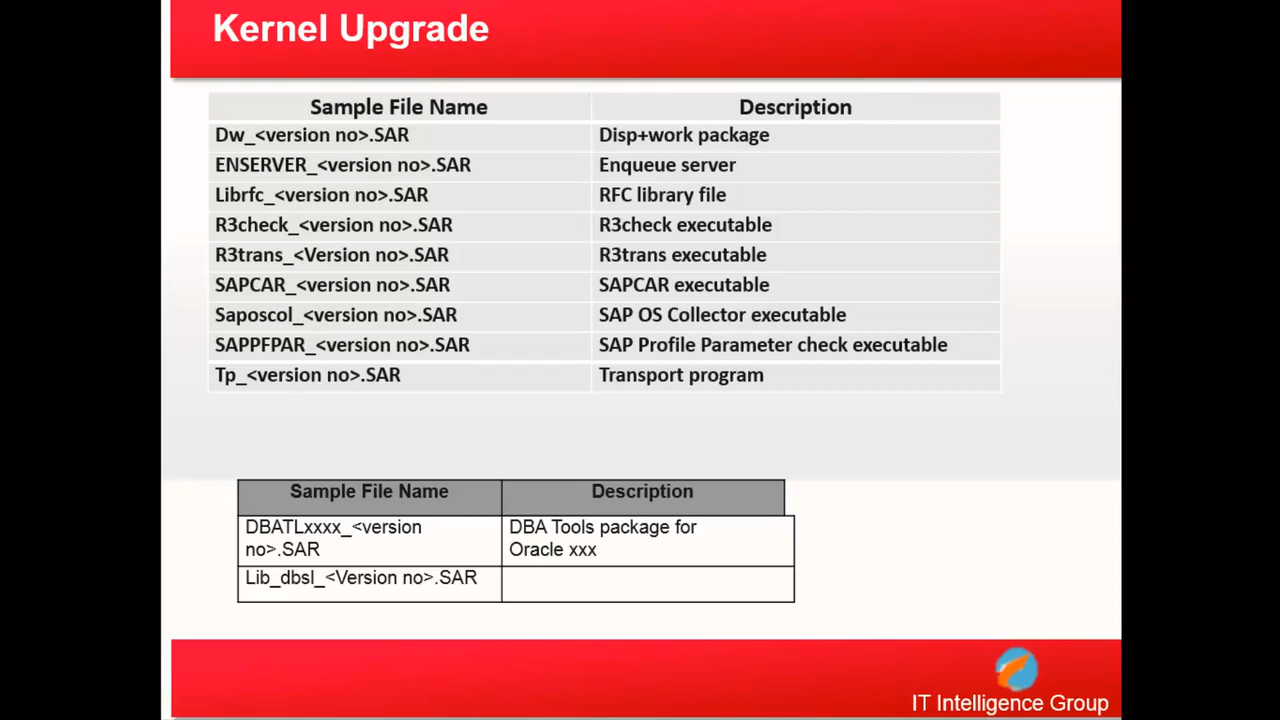 Kernel Upgrade
Sample File Name Description
Dw_<version no>.SAR Disp+work package
ENSERVER_<version no>.SAR Enqueue server
Librfc_<version no>.SAR RFC library file
R3check_<version no>.SAR R3check executable
R3trans_<Version no>.SAR R3trans executable
SAPCAR_<version no>.SAR SAPCAR executable
Saposcol_<version no>.SAR SAP OS Collector executable
SAPPFPAR_<version no>.SAR SAP Profile Parameter check executable
Tp_<version no>.SAR Transport program
Sample File Name Description
DBATLxxxx_<version DBA Tools package for
no>.SAR Oracle xxx
Lib_dbsl_<Version no>.SAR
IT Intelligence Group